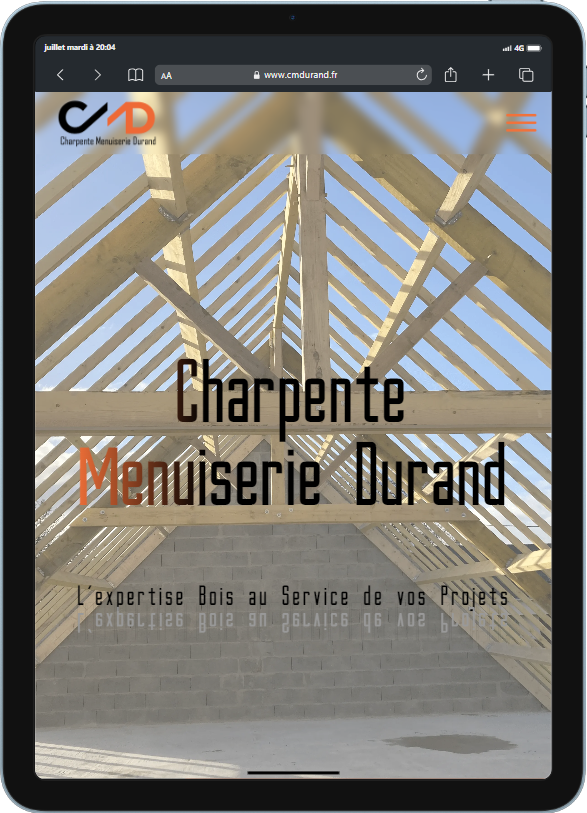 juillet mardi à 20:04
4G
AA
www.cmdurand.fr
CMD
Charpente Menuiserie Durand
Charpente
Menuiserie Durand
L'expertise Bois au Service de vos Projets